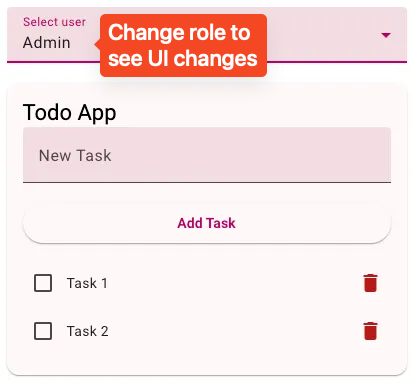 Select user
Admin
Change role to
see UI changes
Todo App
New Task
Add Task
Task 1
Task 2